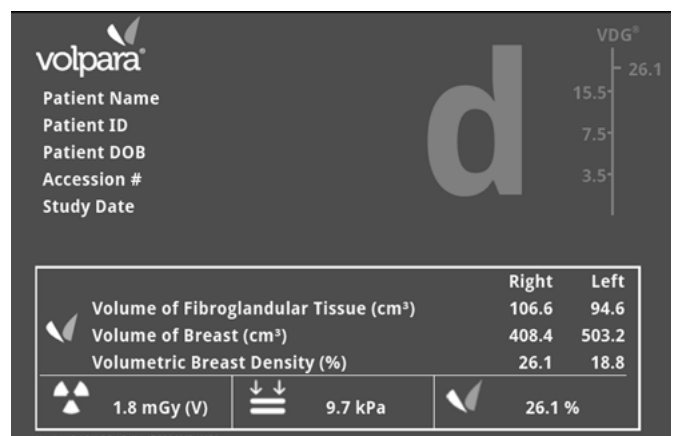 volpara®
VDG®
26.1
15.5
7.5
3.5
d
Patient Name
Patient ID
Patient DOB
Accession #
Study Date
Right Left
Volume of Fibroglandular Tissue (cm³) 106.6 94.6
Volume of Breast (cm³) 408.4 503.2
Volumetric Breast Density (%) 26.1 18.8
1.8 mGy (V) 9.7 kPa 26.1 %